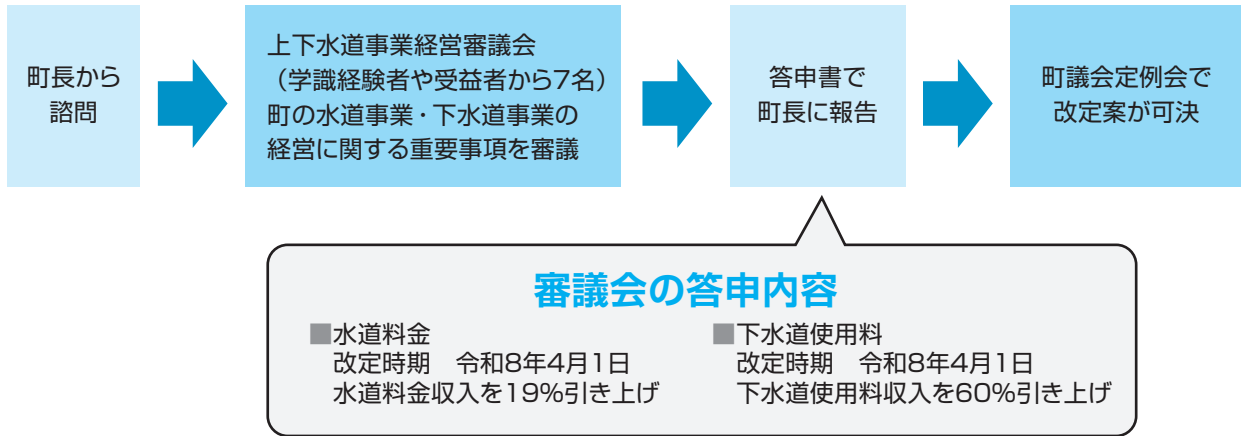 町長から
諮問
上下水道事業経営審議会
（学識経験者や受益者から7名）
町の水道事業・下水道事業の
経営に関する重要事項を審議
答申書で
町長に報告
町議会定例会で
改定案が可決
審議会の答申内容
■水道料金
改定時期　令和8年4月1日
水道料金収入を19%引き上げ
■下水道使用料
改定時期　令和8年4月1日
下水道使用料収入を60%引き上げ